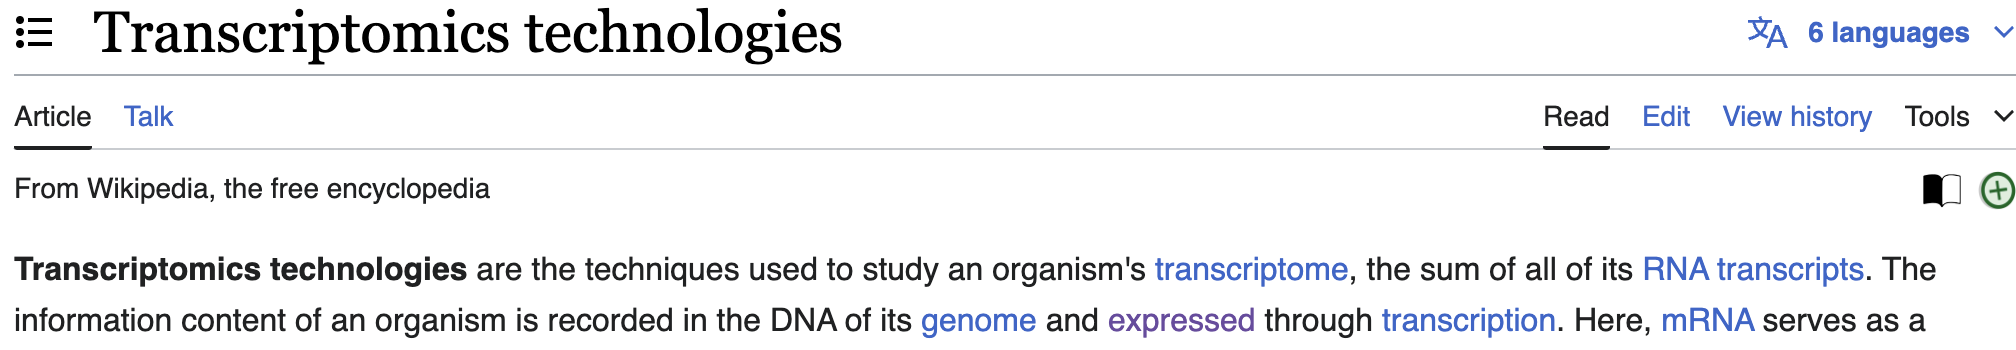 Transcriptomics technologies
文A 6 languages
Article Talk
Read Edit View history Tools
From Wikipedia, the free encyclopedia
Transcriptomics technologies are the techniques used to study an organism's transcriptome, the sum of all of its RNA transcripts. The
information content of an organism is recorded in the DNA of its genome and expressed through transcription. Here, mRNA serves as a